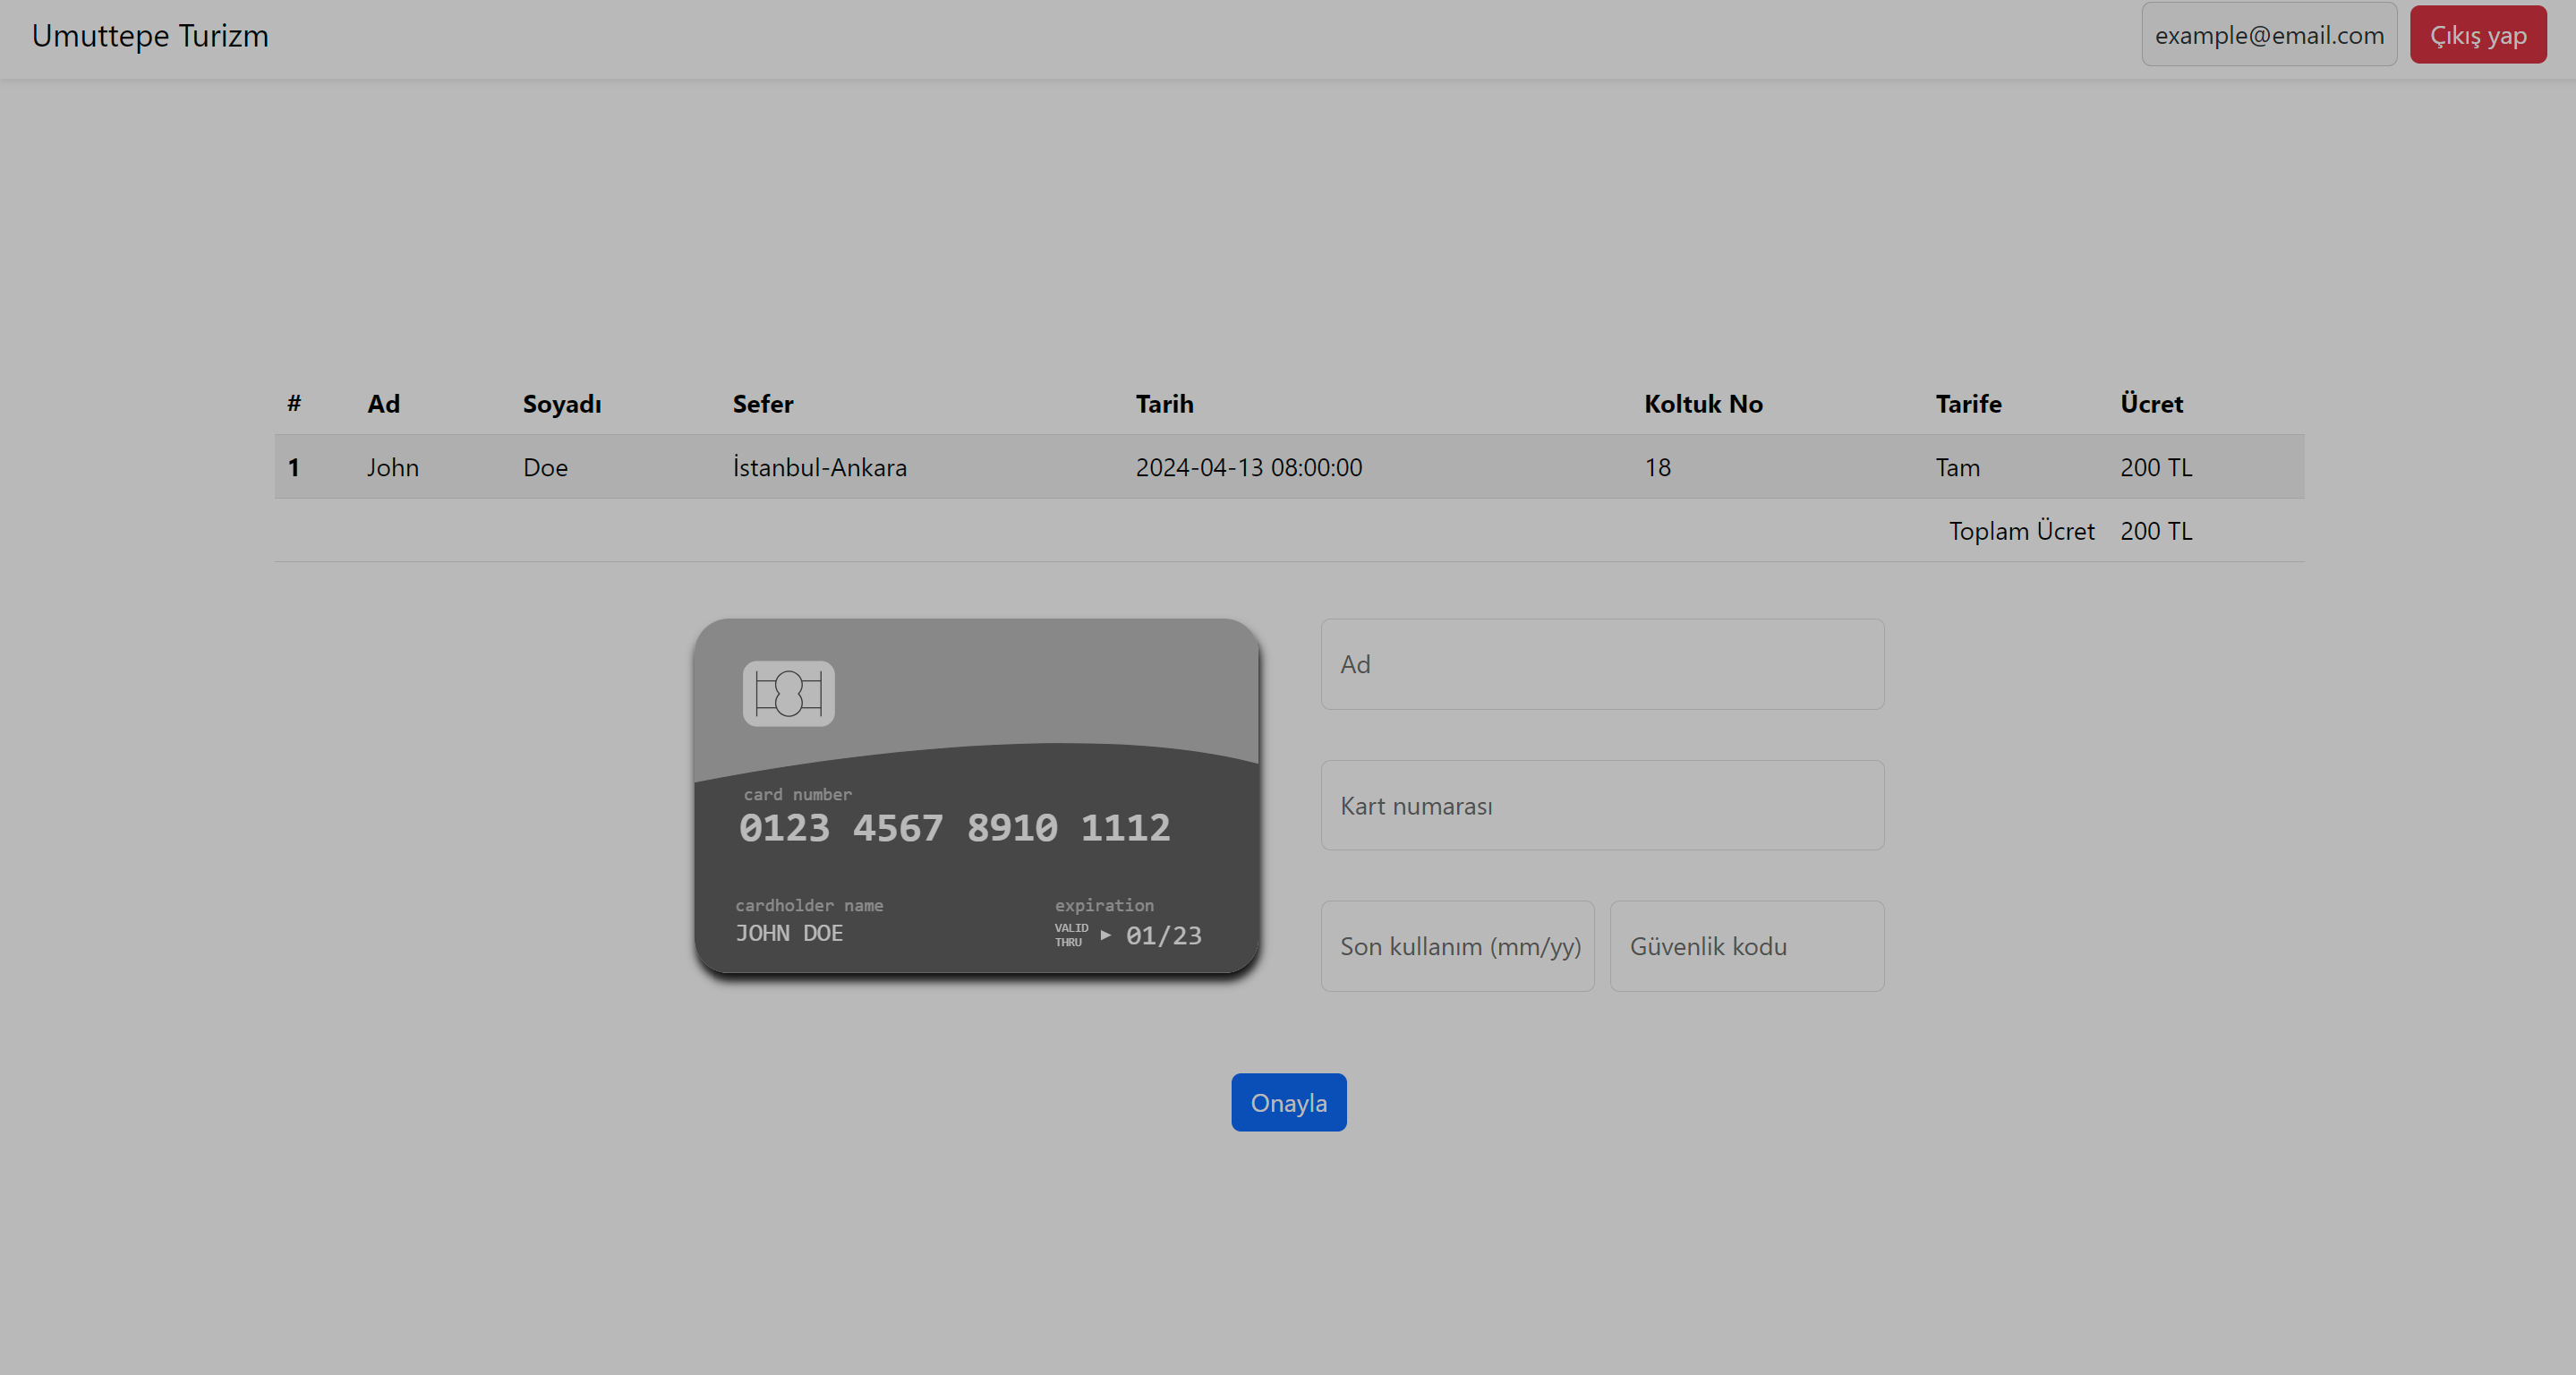 Umuttepe Turizm example@email.com Çıkış yap
# Ad Soyadı Sefer Tarih Koltuk No Tarife Ücret
1 John Doe İstanbul-Ankara 2024-04-13 08:00:00 18 Tam 200 TL
Toplam Ücret 200 TL
card number
0123 4567 8910 1112
cardholder name
JOHN DOE
expiration
VALID
THRU
01/23
Ad
Kart numarası
Son kullanım (mm/yy) Güvenlik kodu
Onayla